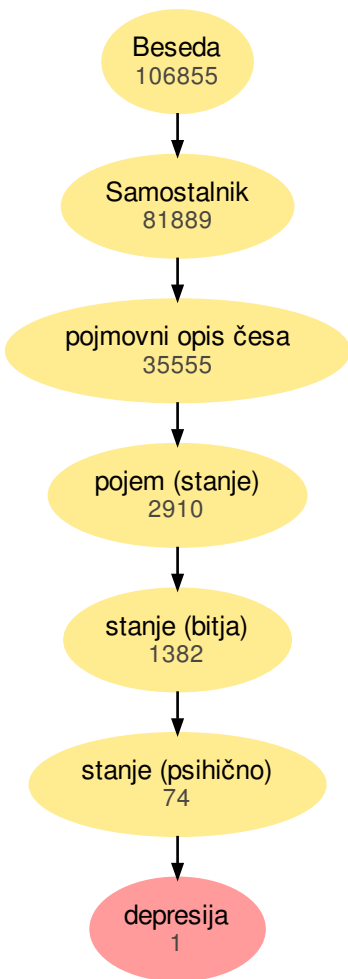 Beseda
106855
Samostalnik
81889
pojmovni opis česa
35555
pojem (stanje)
2910
stanje (bitja)
1382
stanje (psihično)
74
depresija
1